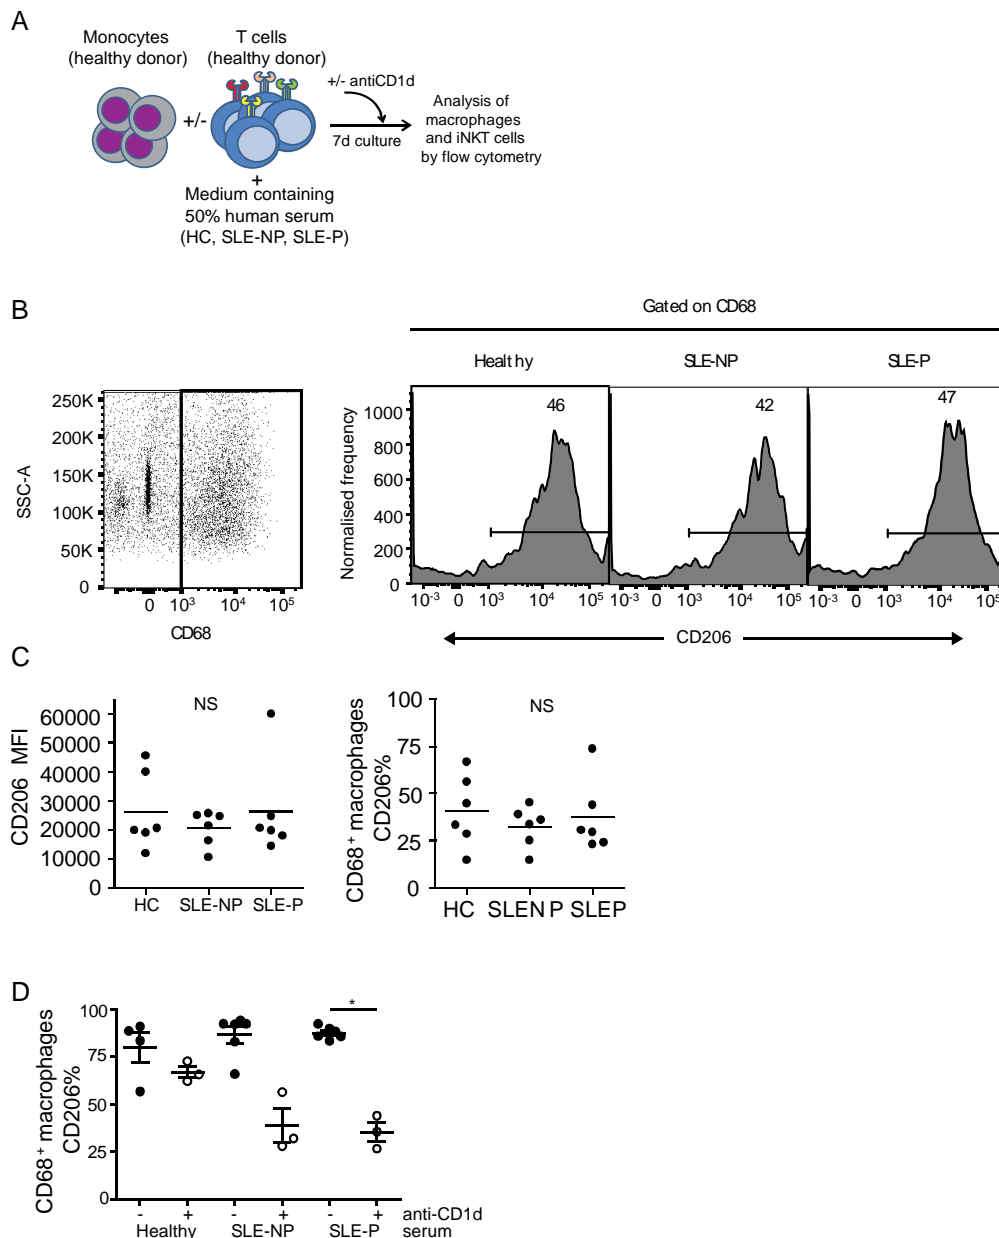 A
Monocytes
(healthy donor)
T cells
(healthy donor)
+/-
+/- antiCD1d
7d culture
Analysis of
macrophages
and iNKT cells
by flow cytometry
+
Medium containing
50% human serum
(HC, SLE-NP, SLE-P)
B
Gated on CD68
Healthy SLE-NP SLE-P
SSC-A
250K
200K
150K
100K
50K
0
0 10³ 10⁴ 10⁵
CD68
Normalised frequency
1000
800
600
400
200
0
46 42 47
10⁻³ 0 10³ 10⁴ 10⁵ 10⁻³ 0 10³ 10⁴ 10⁵ 10⁻³ 0 10³ 10⁴ 10⁵
CD206
C
CD206 MFI
60000
50000
40000
30000
20000
10000
0
NS
HC SLE-NP SLE-P
CD68⁺ macrophages
CD206%
100
75
50
25
0
NS
HC SLEN P SLEP
D
CD68⁺ macrophages
CD206%
100
75
50
25
0
*
- + - + - + anti-CD1d
Healthy SLE-NP SLE-P serum